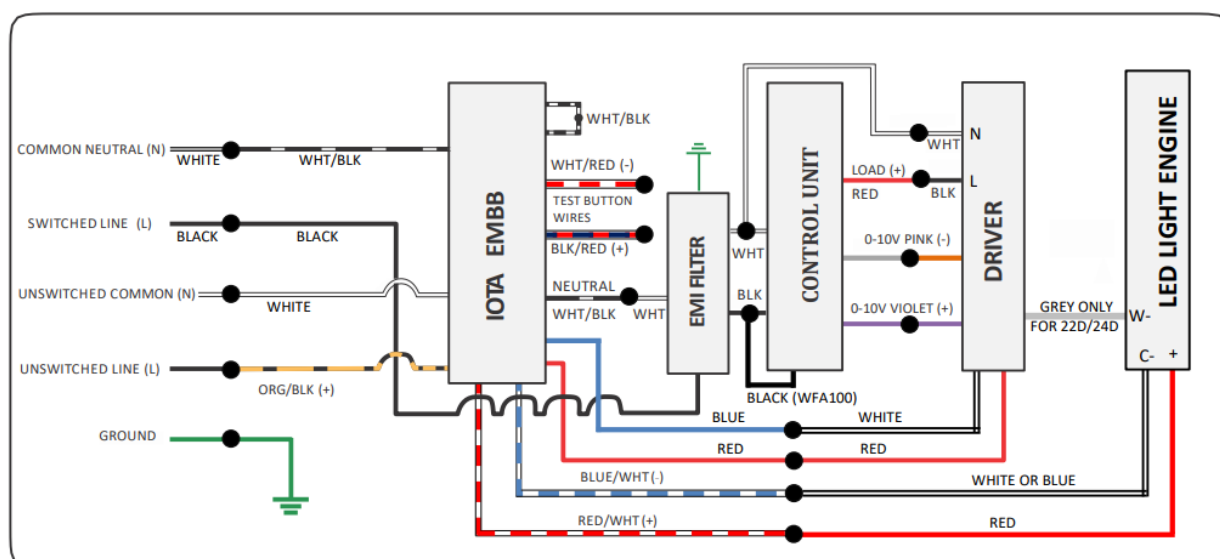 COMMON NEUTRAL (N)
WHITE
WHT/BLK
SWITCHED LINE (L)
BLACK
BLACK
UNSWITCHED COMMON (N)
WHITE
UNSWITCHED LINE (L)
ORG/BLK (+)
GROUND
IOTA EMBB
WHT/BLK
WHT/RED (-)
TEST BUTTON
WIRES
BLK/RED (+)
NEUTRAL
WHT/BLK
WHT
EMI FILTER
WHT
BLK
CONTROL UNIT
BLACK (WFA100)
LOAD (+)
RED
WHT
BLK
0-10V PINK (-)
0-10V VIOLET (+)
N
L
DRIVER
GREY ONLY
FOR 22D/24D
LED LIGHT ENGINE
W-
C- +
BLUE
WHITE
RED
RED
BLUE/WHT (-)
WHITE OR BLUE
RED/WHT (+)
RED